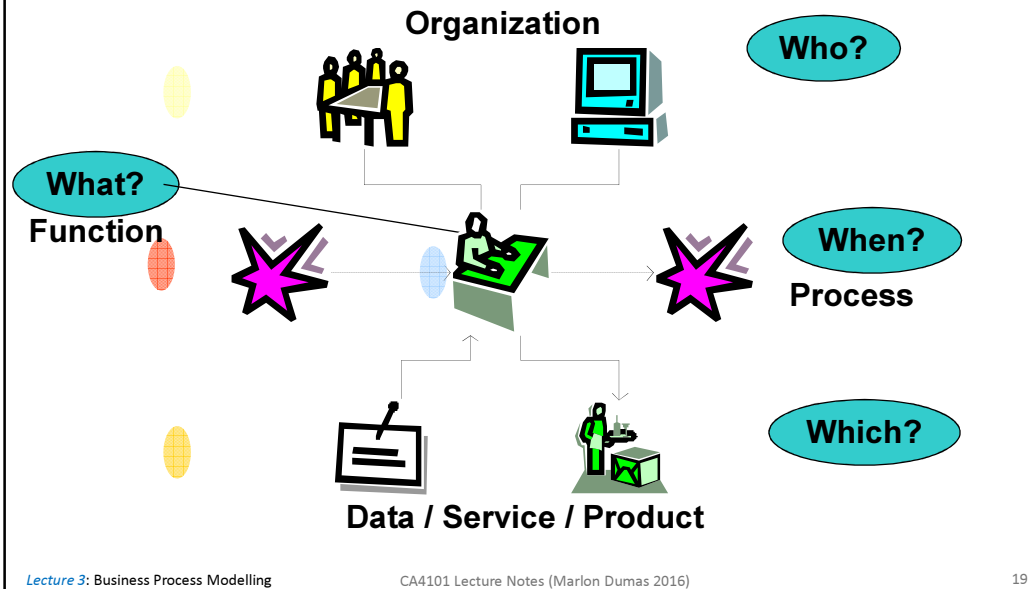 Organization
Who?
What?
Function
When?
Process
Which?
Data / Service / Product
Lecture 3: Business Process Modelling
CA4101 Lecture Notes (Marlon Dumas 2016)
19